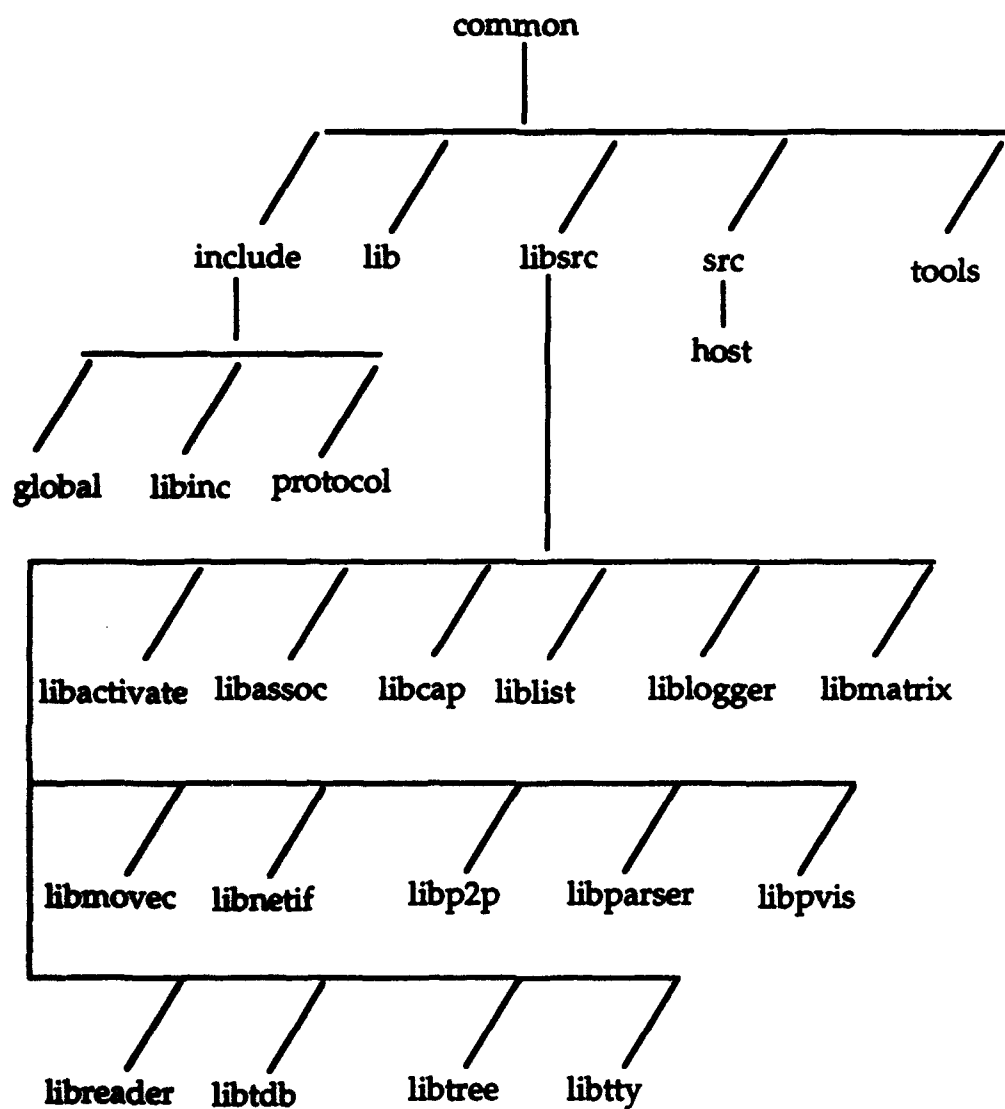 common
include lib libsrc src tools
host
global libinc protocol
libactivate libassoc libcap liblist liblogger libmatrix
libmovec libnetif libp2p libparser libpvis
libreader libtdb libtree libtty